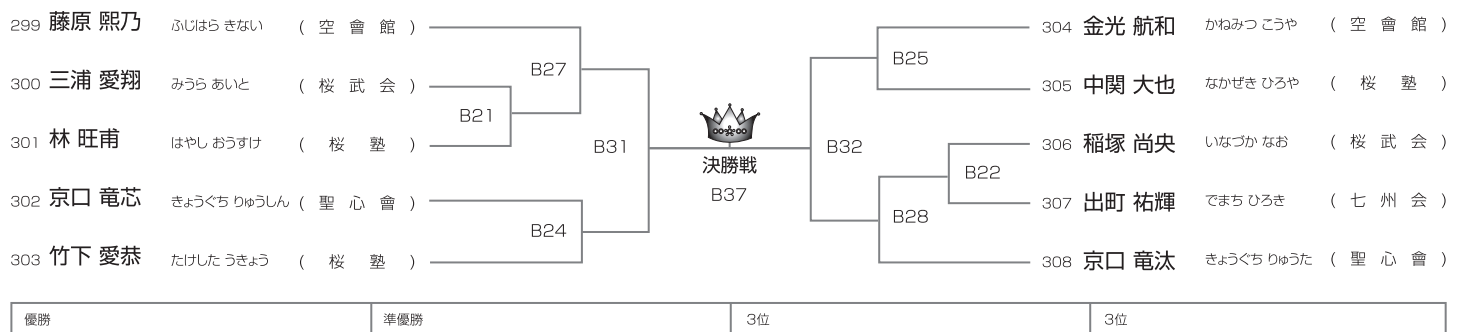 299 藤原 熙乃 ふじはら きない ( 空 會 館 )
300 三浦 愛翔 みうら あいと ( 桜 武 会 )
301 林 旺甫 はやし おうすけ ( 桜 塾 )
302 京口 竜芯 きょうぐち りゅうしん ( 聖 心 會 )
303 竹下 愛恭 たけした うきょう ( 桜 塾 )
B27
B21
B31
B24
決勝戦
B37
B25
B32
B22
B28
304 金光 航和 かねみつ こうや ( 空 會 館 )
305 中関 大也 なかぜき ひろや ( 桜 塾 )
306 稲塚 尚央 いなづか なお ( 桜 武 会 )
307 出町 祐輝 でまち ひろき ( 七 州 会 )
308 京口 竜汰 きょうぐち りゅうた ( 聖 心 會 )
優勝 準優勝 3位 3位